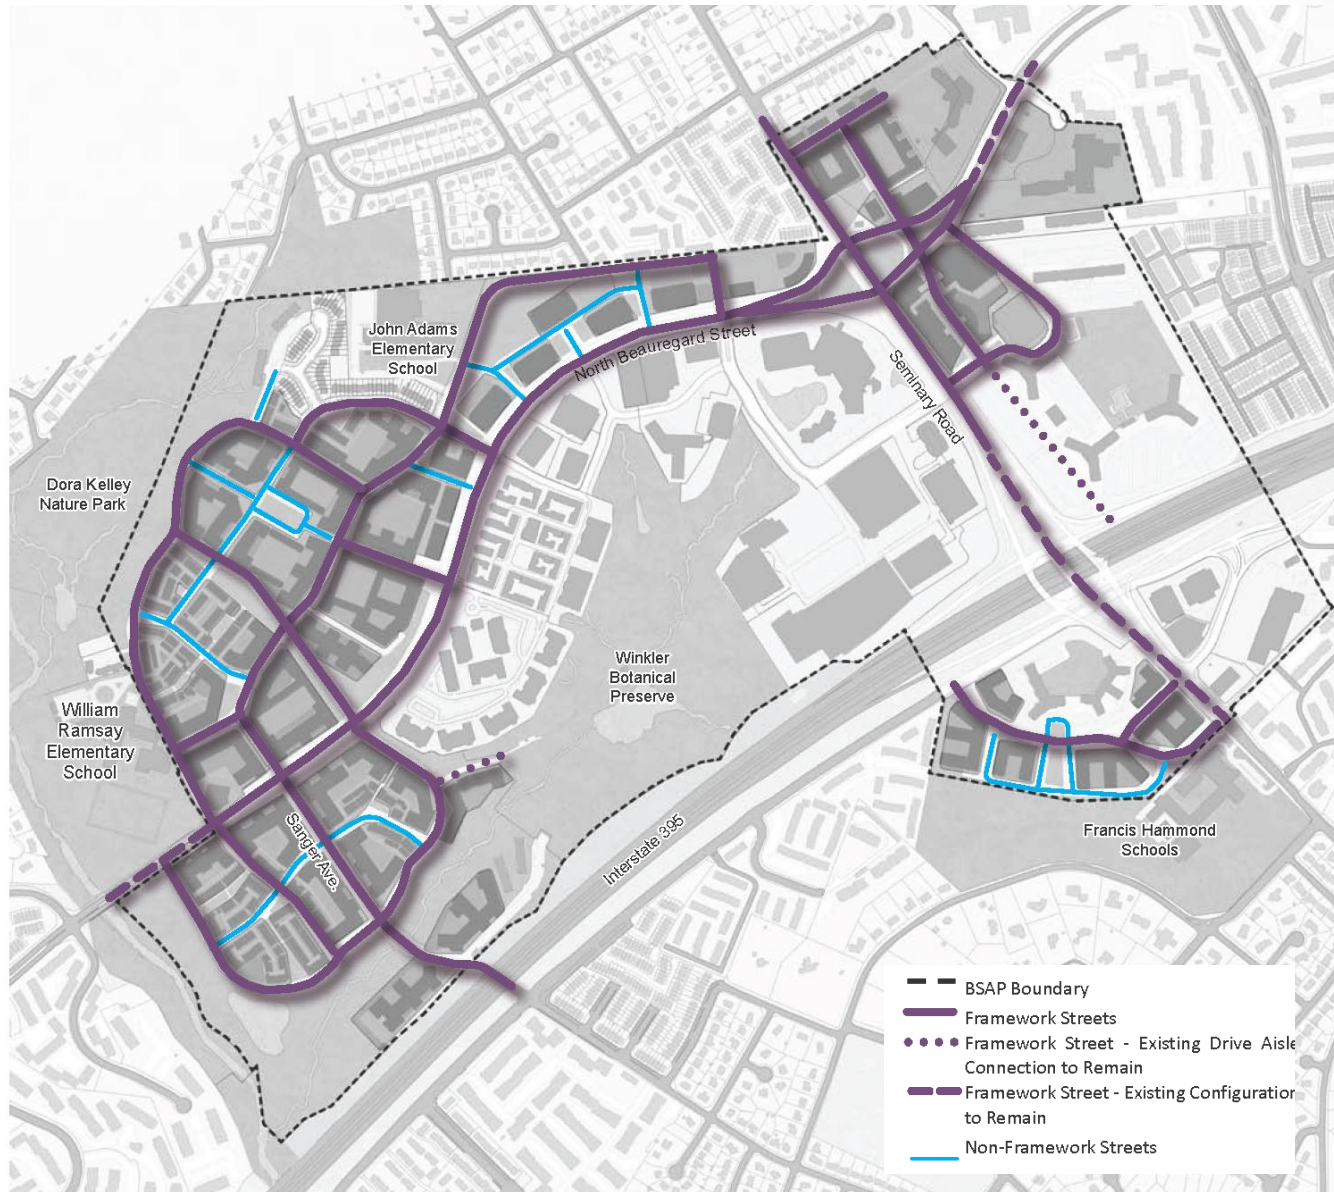 John Adams
Elementary
School
North Beauregard Street
Seminary Road
Dora Kelley
Nature Park
Winkler
Botanical
Preserve
William
Ramsay
Elementary
School
Sanger Ave.
Interstate 395
Francis Hammond
Schools
BSAP Boundary
Framework Streets
Framework Street - Existing Drive Aisle
Connection to Remain
Framework Street - Existing Configuration
to Remain
Non-Framework Streets